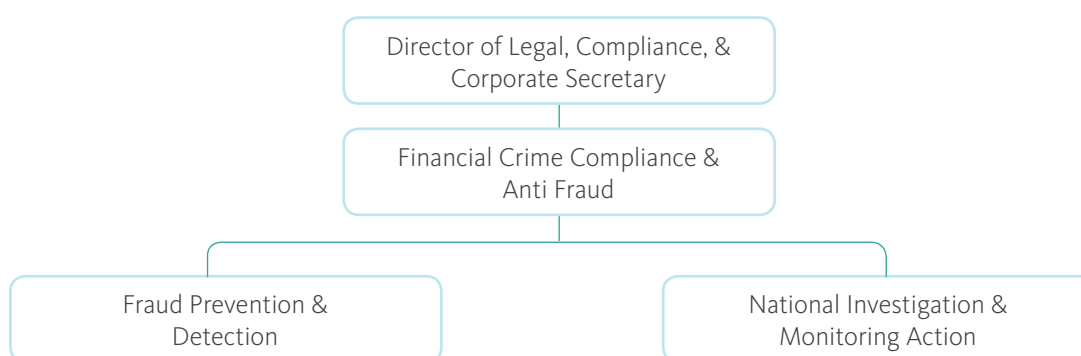 Director of Legal, Compliance, &
Corporate Secretary
Financial Crime Compliance &
Anti Fraud
Fraud Prevention &
Detection
National Investigation &
Monitoring Action